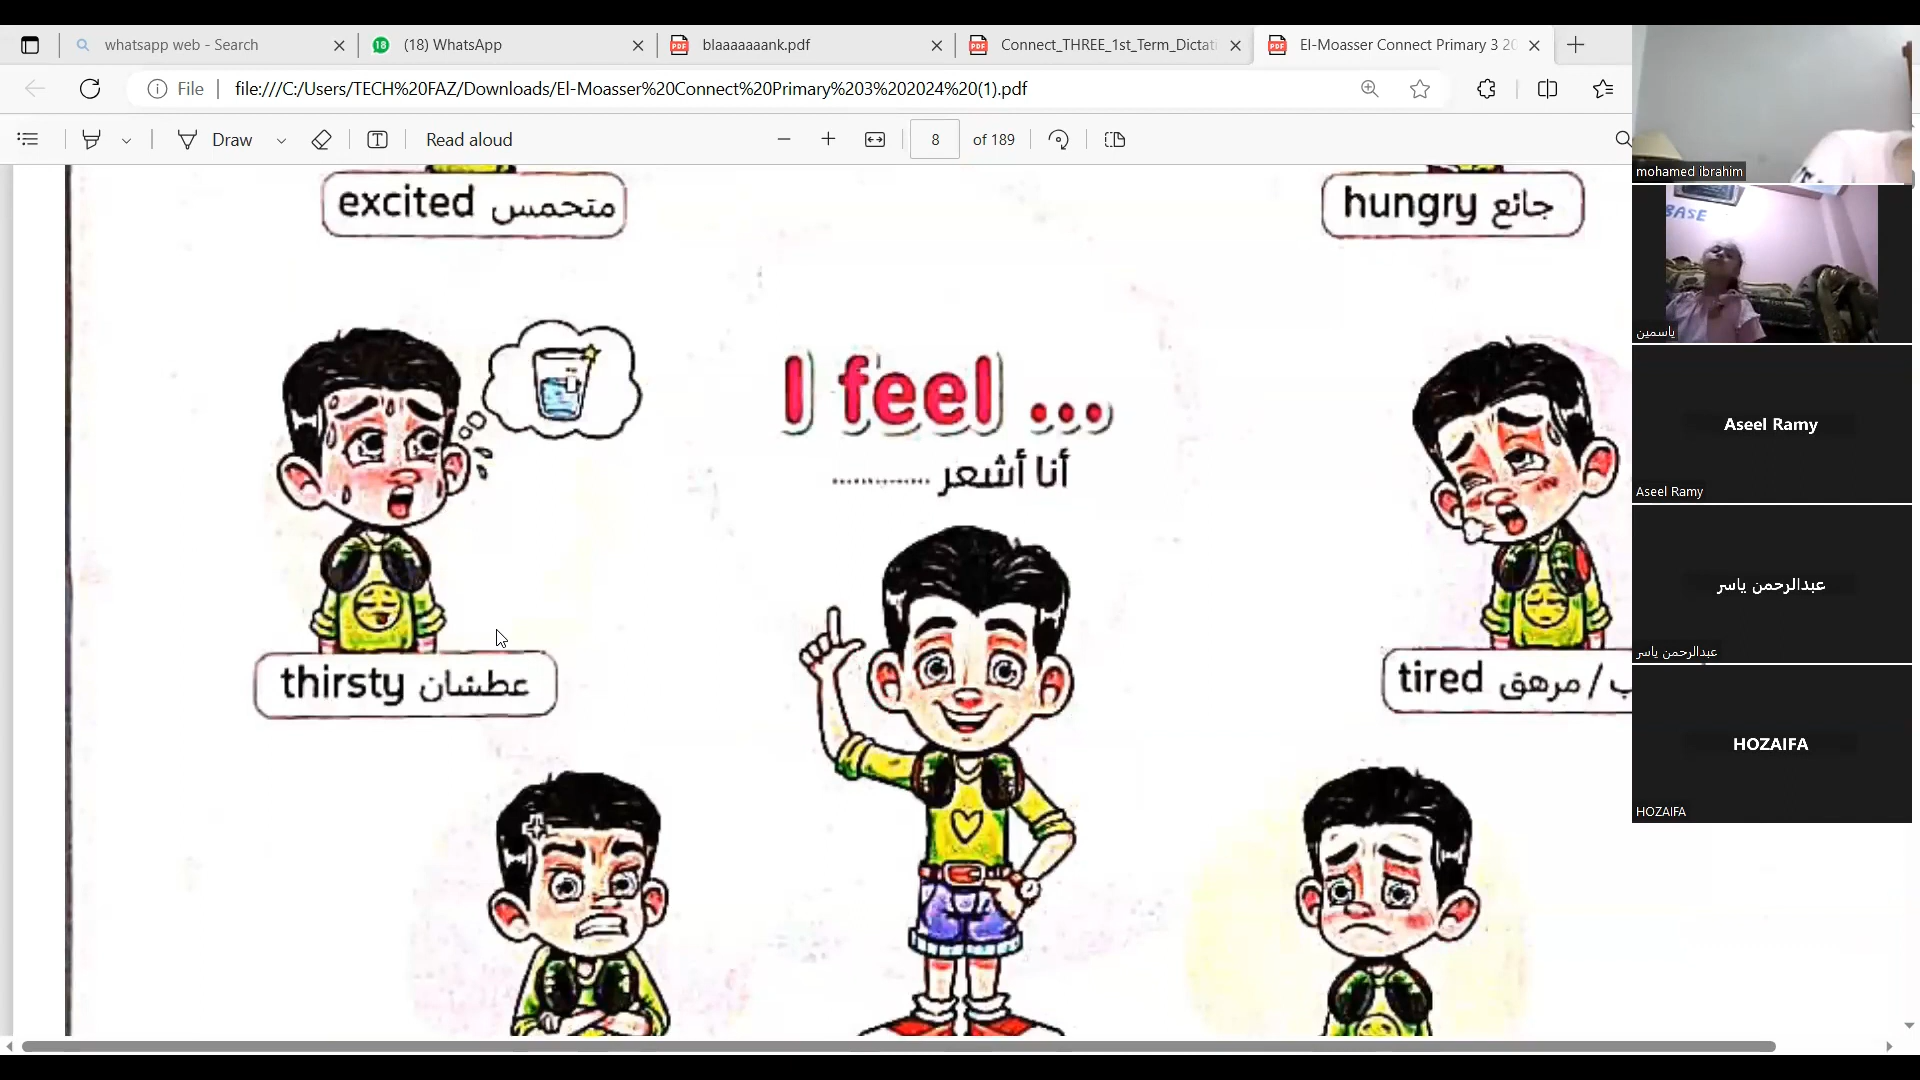 whatsapp web - Search
(18) WhatsApp
blaaaaaaank.pdf
Connect_THREE_1st_Term_Dictat
El-Moasser Connect Primary 3 20
File
file:///C:/Users/TECH%20FAZ/Downloads/El-Moasser%20Connect%20Primary%203%202024%20(1).pdf
Draw
Read aloud
8 of 189
excited متحمس
hungry جائع
I feel ...
أنا أشعر ..............
thirsty عطشان
tired ب / مرهق
mohamed ibrahim
BASE
ياسمين
Aseel Ramy
Aseel Ramy
عبدالرحمن ياسر
عبدالرحمن ياسر
HOZAIFA
HOZAIFA